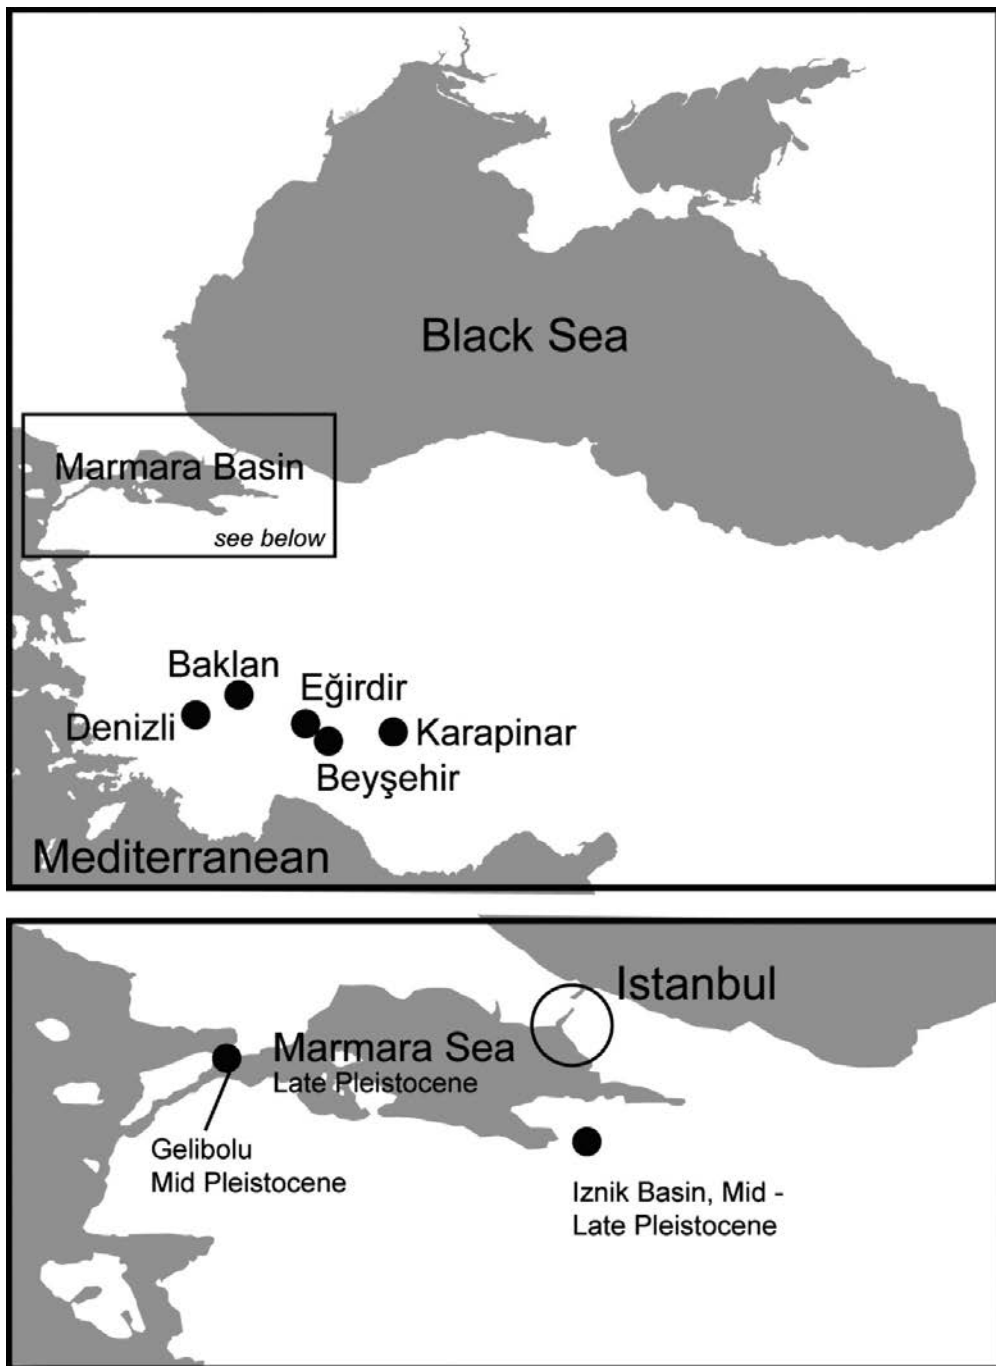 Black Sea
Marmara Basin
see below
Baklan
Eğirdir
Denizli
Karapinar
Beyşehir
Mediterranean
Istanbul
Marmara Sea
Late Pleistocene
Gelibolu
Mid Pleistocene
Iznik Basin, Mid -
Late Pleistocene